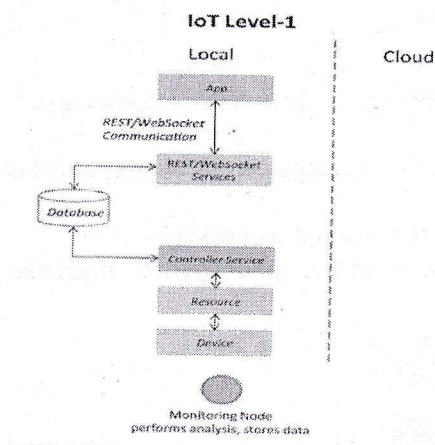 IoT Level-1
Local
Cloud
App
REST/WebSocket
Communication
REST/Websocket
Services
Database
Controller Service
Resource
Device
Monitoring Node
performs analysis, stores data